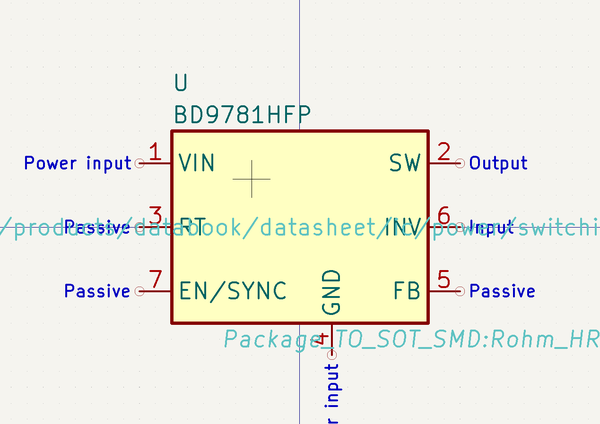 U
BD9781HFP
Power input 1 VIN SW 2 Output
Passive 3 RT INV 6 Input
/products/databook/datasheet/ic/power/switchi
Passive 7 EN/SYNC GND FB 5 Passive
Package_TO_SOT_SMD:Rohm_HR
4
r input